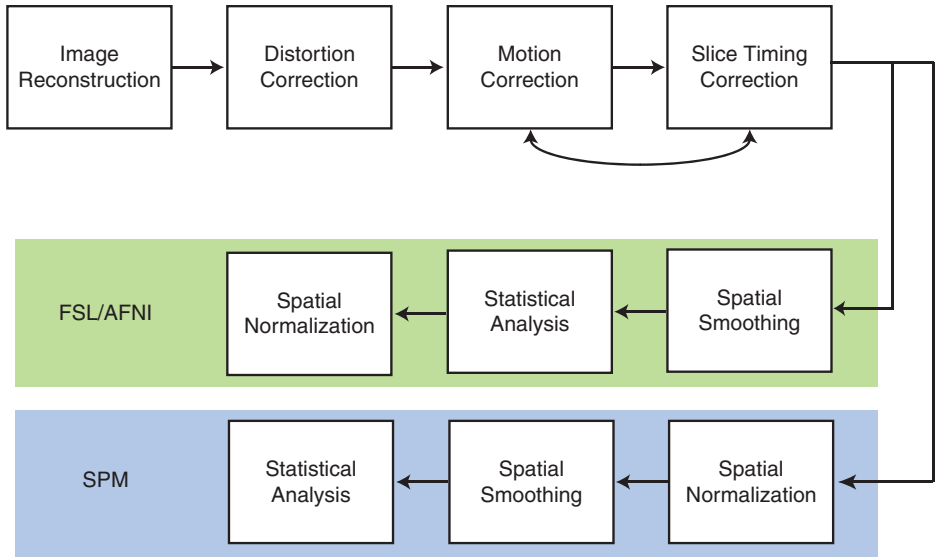 Image
Reconstruction
Distortion
Correction
Motion
Correction
Slice Timing
Correction
FSL/AFNI
Spatial
Normalization
Statistical
Analysis
Spatial
Smoothing
SPM
Statistical
Analysis
Spatial
Smoothing
Spatial
Normalization